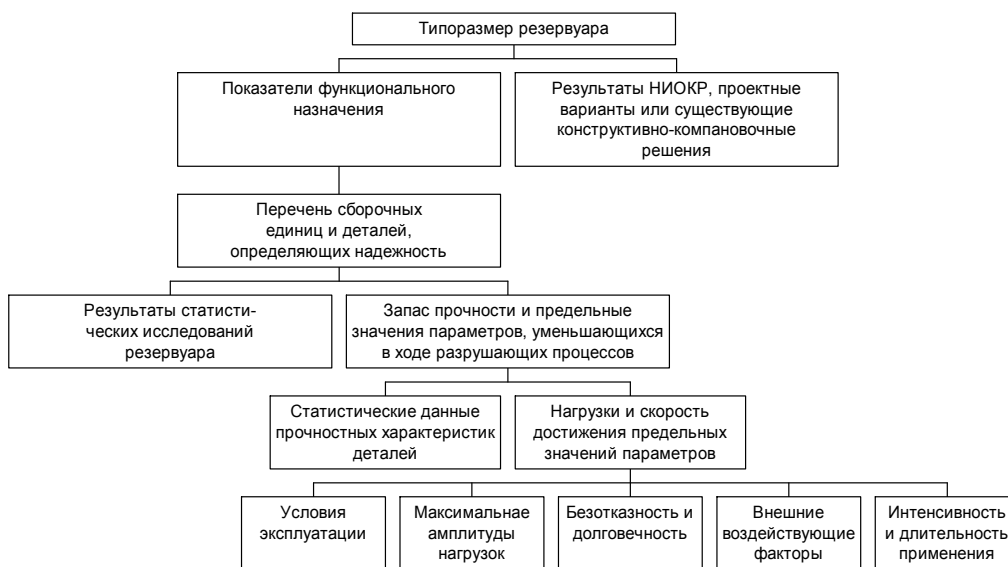 Типоразмер резервуара
Показатели функционального
назначения
Результаты НИОКР, проектные
варианты или существующие
конструктивно-компановочные
решения
Перечень сборочных
единиц и деталей,
определяющих надежность
Результаты статисти-
ческих исследований
резервуара
Запас прочности и предельные
значения параметров, уменьшающихся
в ходе разрушающих процессов
Статистические данные
прочностных характеристик
деталей
Нагрузки и скорость
достижения предельных
значений параметров
Условия
эксплуатации
Максимальнае
амплитуды
нагрузок
Безотказность и
долговечность
Внешние
воздействующие
факторы
Интенсивность
и длительность
применения